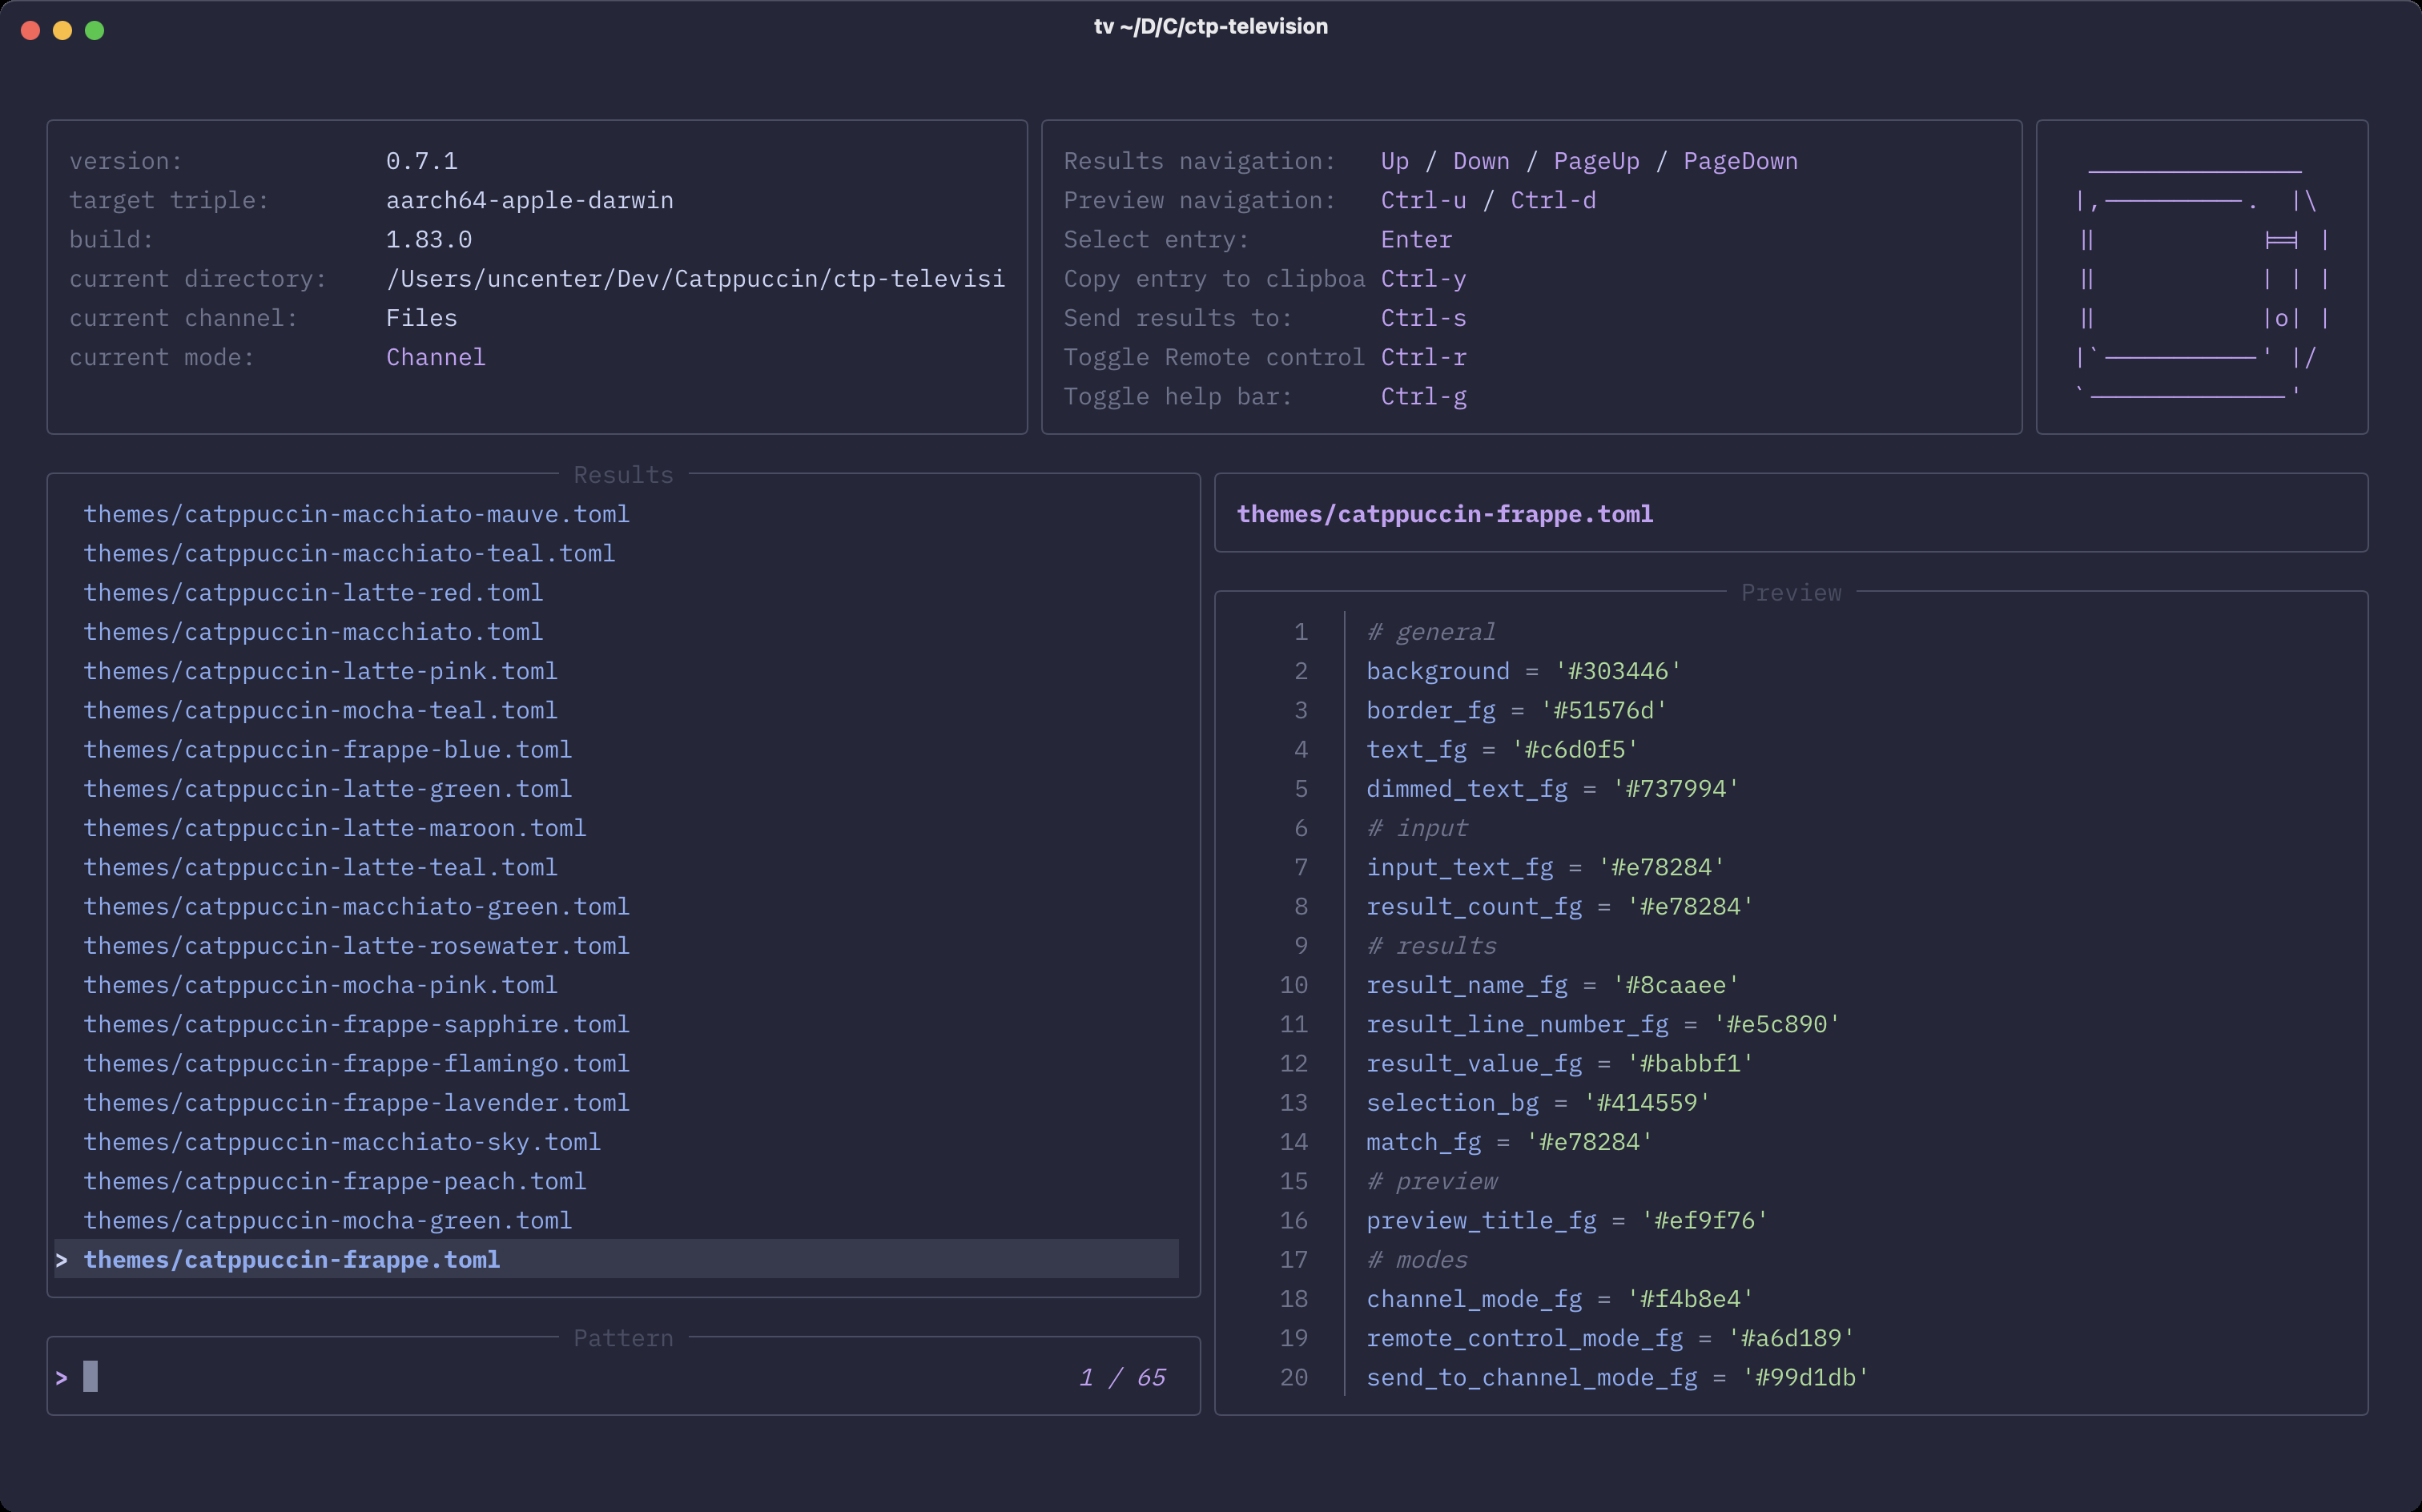 tv ~/D/C/ctp-television
version: 0.7.1
target triple: aarch64-apple-darwin
build: 1.83.0
current directory: /Users/uncenter/Dev/Catppuccin/ctp-televisi
current channel: Files
current mode: Channel
Results navigation: Up / Down / PageUp / PageDown
Preview navigation: Ctrl-u / Ctrl-d
Select entry: Enter
Copy entry to clipboa Ctrl-y
Send results to: Ctrl-s
Toggle Remote control Ctrl-r
Toggle help bar: Ctrl-g
Results
themes/catppuccin-macchiato-mauve.toml
themes/catppuccin-macchiato-teal.toml
themes/catppuccin-latte-red.toml
themes/catppuccin-macchiato.toml
themes/catppuccin-latte-pink.toml
themes/catppuccin-mocha-teal.toml
themes/catppuccin-frappe-blue.toml
themes/catppuccin-latte-green.toml
themes/catppuccin-latte-maroon.toml
themes/catppuccin-latte-teal.toml
themes/catppuccin-macchiato-green.toml
themes/catppuccin-latte-rosewater.toml
themes/catppuccin-mocha-pink.toml
themes/catppuccin-frappe-sapphire.toml
themes/catppuccin-frappe-flamingo.toml
themes/catppuccin-frappe-lavender.toml
themes/catppuccin-macchiato-sky.toml
themes/catppuccin-frappe-peach.toml
themes/catppuccin-mocha-green.toml
> themes/catppuccin-frappe.toml
Pattern
> 1 / 65
themes/catppuccin-frappe.toml
Preview
1 # general
2 background = '#303446'
3 border_fg = '#51576d'
4 text_fg = '#c6d0f5'
5 dimmed_text_fg = '#737994'
6 # input
7 input_text_fg = '#e78284'
8 result_count_fg = '#e78284'
9 # results
10 result_name_fg = '#8caaee'
11 result_line_number_fg = '#e5c890'
12 result_value_fg = '#babbf1'
13 selection_bg = '#414559'
14 match_fg = '#e78284'
15 # preview
16 preview_title_fg = '#ef9f76'
17 # modes
18 channel_mode_fg = '#f4b8e4'
19 remote_control_mode_fg = '#a6d189'
20 send_to_channel_mode_fg = '#99d1db'